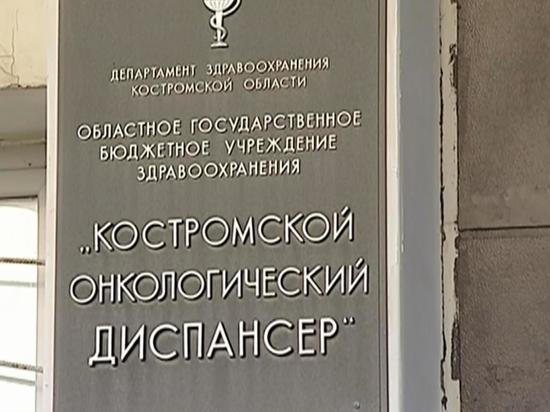 ДЕПАРТАМЕНТ ЗДРАВООХРАНЕНИЯ
КОСТРОМСКОЙ ОБЛАСТИ
ОБЛАСТНОЕ ГОСУДАРСТВЕННОЕ
БЮДЖЕТНОЕ УЧРЕЖДЕНИЕ
ЗДРАВООХРАНЕНИЯ
„КОСТРОМСКОЙ
ОНКОЛОГИЧЕСКИЙ
ДИСПАНСЕР"